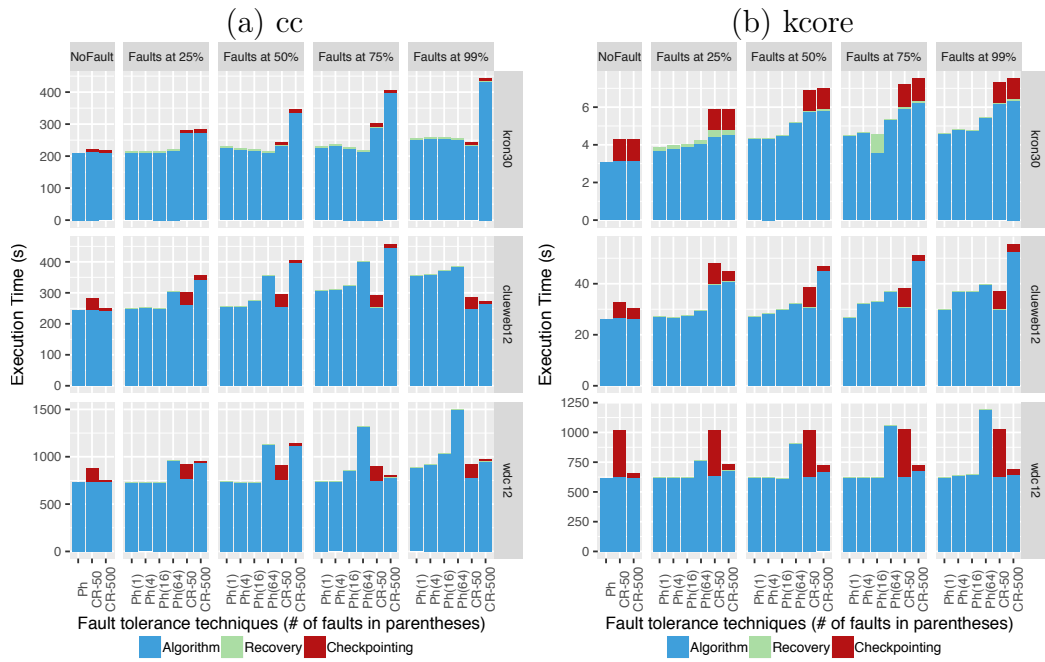 (a) cc
NoFault Faults at 25% Faults at 50% Faults at 75% Faults at 99%
400
300
200
100
0
kron30
400
300
200
100
0
clueweb12
1500
1000
500
0
wdc12
Execution Time (s)
Ph CR-50 CR-500 Ph(1) Ph(4) Ph(16) Ph(64) CR-50 CR-500 Ph(1) Ph(4) Ph(16) Ph(64) CR-50 CR-500 Ph(1) Ph(4) Ph(16) Ph(64) CR-50 CR-500 Ph(1) Ph(4) Ph(16) Ph(64) CR-50 CR-500
Fault tolerance techniques (# of faults in parentheses)
Algorithm Recovery Checkpointing
(b) kcore
NoFault Faults at 25% Faults at 50% Faults at 75% Faults at 99%
6
4
2
0
kron30
40
20
0
clueweb12
1250
1000
750
500
250
0
wdc12
Execution Time (s)
Ph CR-50 CR-500 Ph(1) Ph(4) Ph(16) Ph(64) CR-50 CR-500 Ph(1) Ph(4) Ph(16) Ph(64) CR-50 CR-500 Ph(1) Ph(4) Ph(16) Ph(64) CR-50 CR-500 Ph(1) Ph(4) Ph(16) Ph(64) CR-50 CR-500
Fault tolerance techniques (# of faults in parentheses)
Algorithm Recovery Checkpointing